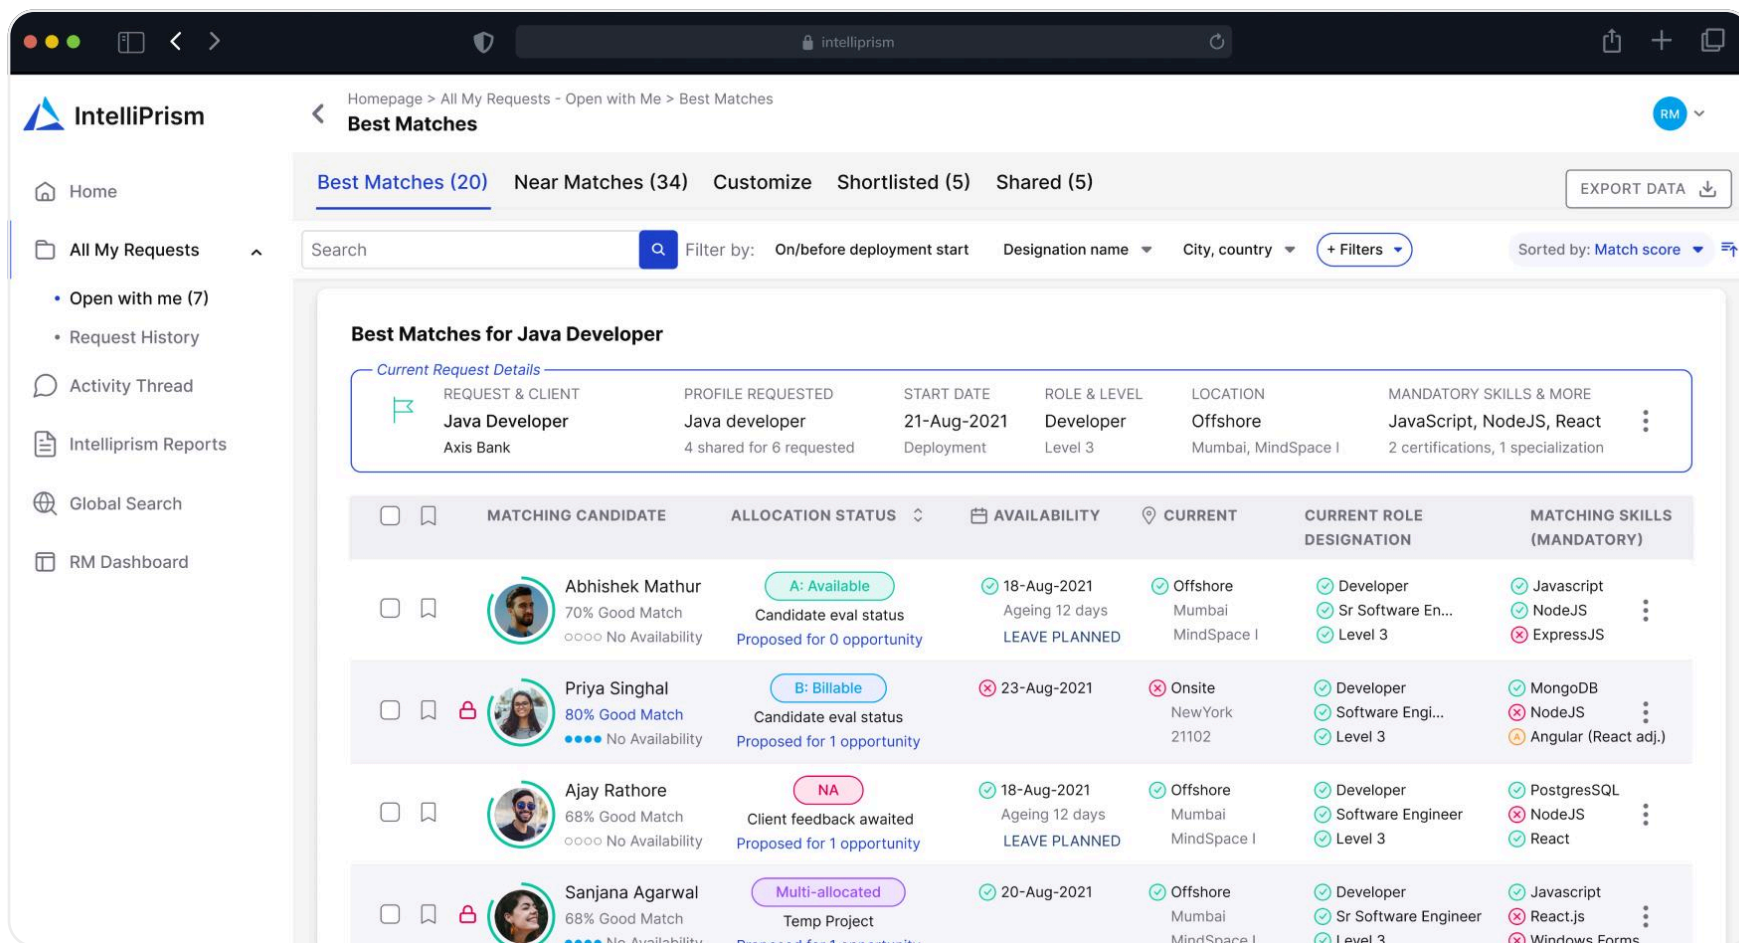 intelliprism
IntelliPrism
Homepage > All My Requests - Open with Me > Best Matches
Best Matches
RM
Home
All My Requests
Open with me (7)
Request History
Activity Thread
Intelliprism Reports
Global Search
RM Dashboard
Best Matches (20) Near Matches (34) Customize Shortlisted (5) Shared (5)
EXPORT DATA
Search Filter by: On/before deployment start Designation name City, country + Filters Sorted by: Match score
Best Matches for Java Developer
Current Request Details
REQUEST & CLIENT PROFILE REQUESTED START DATE ROLE & LEVEL LOCATION MANDATORY SKILLS & MORE
Java Developer Java developer 21-Aug-2021 Developer Offshore JavaScript, NodeJS, React
Axis Bank 4 shared for 6 requested Deployment Level 3 Mumbai, MindSpace I 2 certifications, 1 specialization
MATCHING CANDIDATE ALLOCATION STATUS AVAILABILITY CURRENT CURRENT ROLE MATCHING SKILLS
DESIGNATION (MANDATORY)
Abhishek Mathur A: Available 18-Aug-2021 Offshore Developer Javascript
70% Good Match Candidate eval status Ageing 12 days Mumbai Sr Software En... NodeJS
No Availability Proposed for 0 opportunity LEAVE PLANNED MindSpace I Level 3 ExpressJS
Priya Singhal B: Billable 23-Aug-2021 Onsite Developer MongoDB
80% Good Match Candidate eval status NewYork Software Engi... NodeJS
No Availability Proposed for 1 opportunity 21102 Level 3 A Angular (React adj.)
Ajay Rathore NA 18-Aug-2021 Offshore Developer PostgresSQL
68% Good Match Client feedback awaited Ageing 12 days Mumbai Software Engineer NodeJS
No Availability Proposed for 1 opportunity LEAVE PLANNED MindSpace I Level 3 React
Sanjana Agarwal Multi-allocated 20-Aug-2021 Offshore Developer Javascript
68% Good Match Temp Project Mumbai Sr Software Engineer React.js
No Availability Proposed for 1 opportunity MindSpace I Level 3 Windows Forms